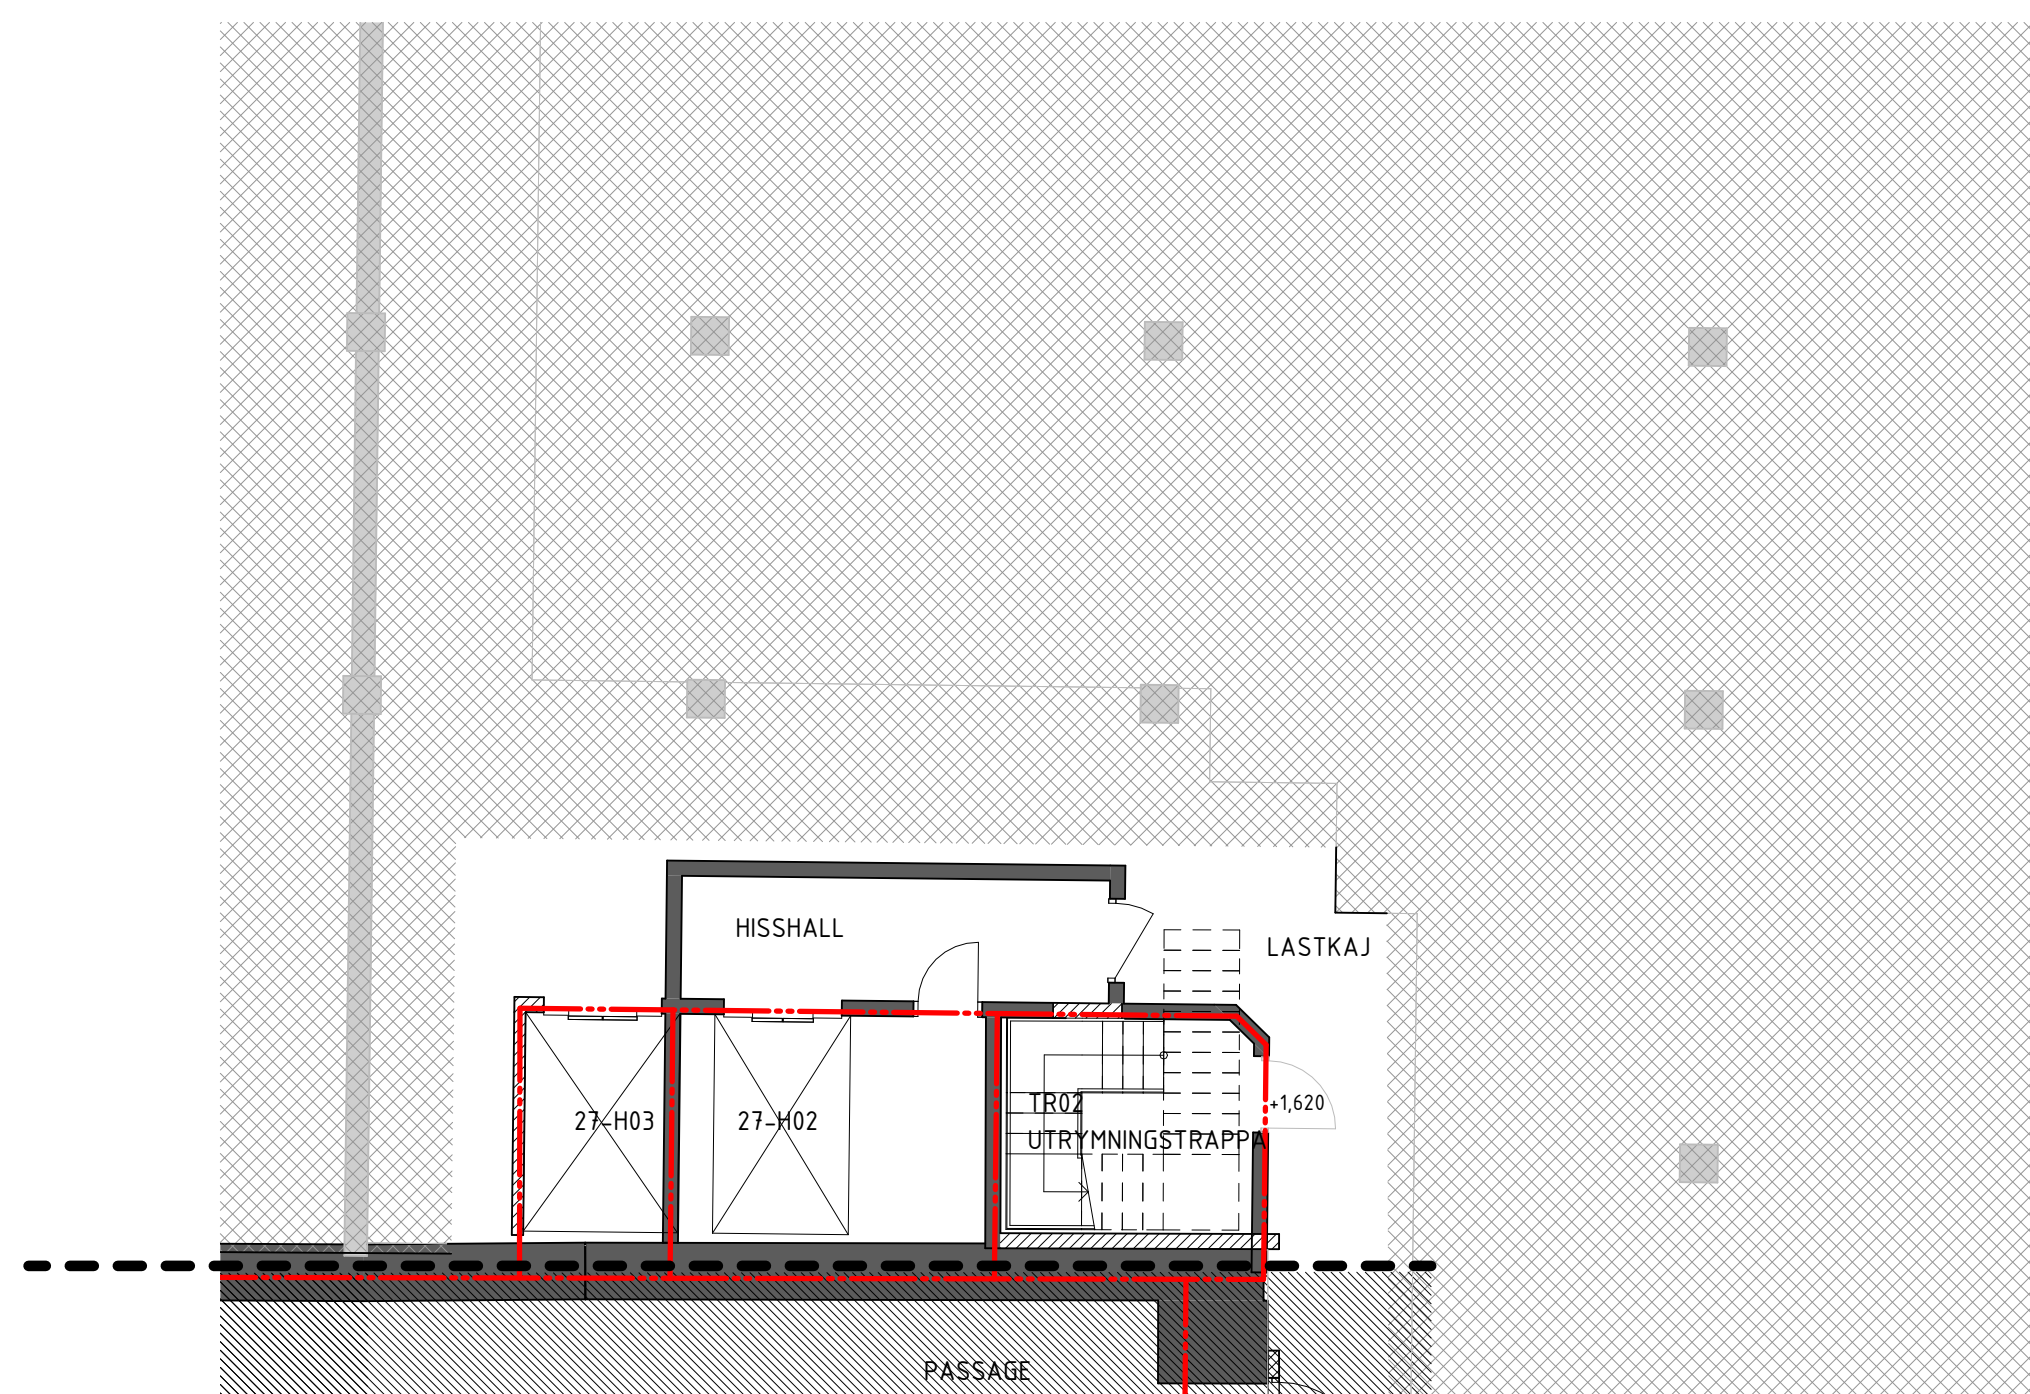 HISSHALL
LASTKAJ
27-H03
27-H02
TR02
+1,620
UTRYMNINGSTRAPPA
PASSAGE